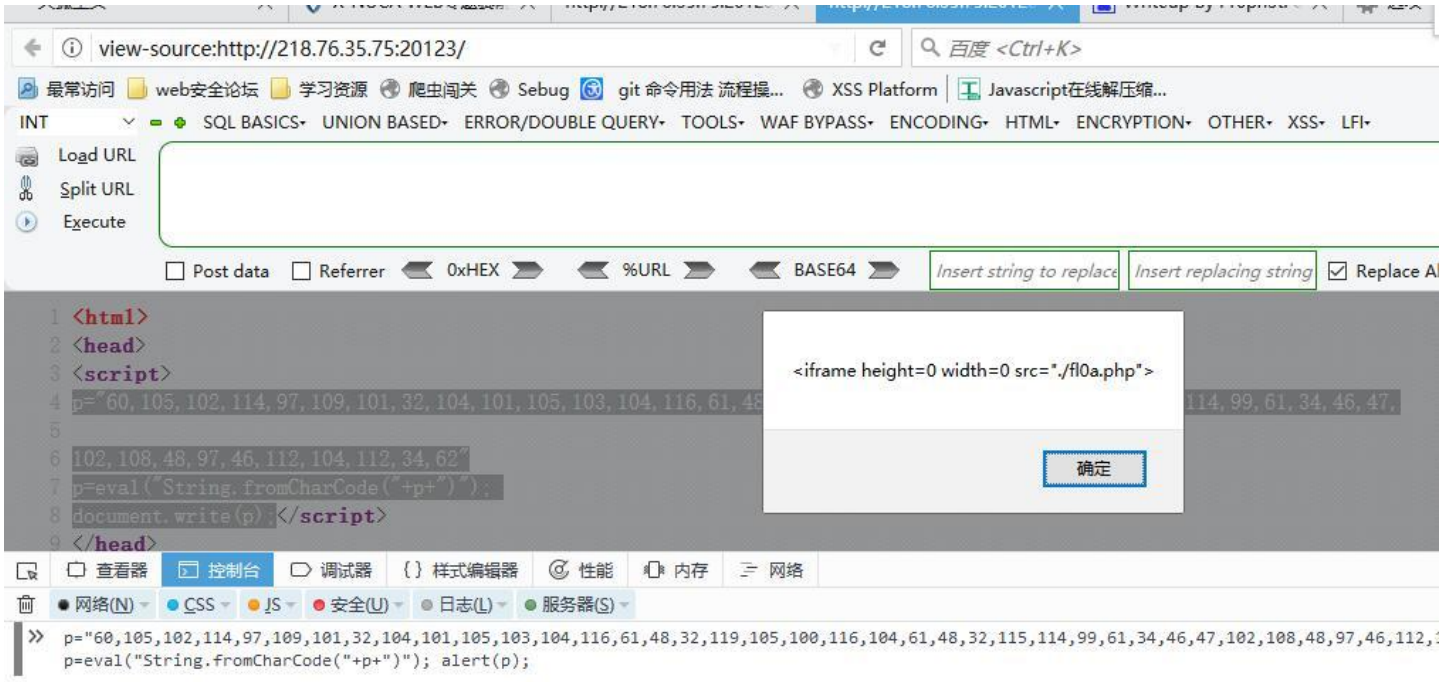 view-source:http://218.76.35.75:20123/
百度 <Ctrl+K>
最常访问 web安全论坛 学习资源 爬虫闯关 Sebug git 命令用法 流程操... XSS Platform Javascript在线解压缩...
INT SQL BASICS UNION BASED ERROR/DOUBLE QUERY TOOLS WAF BYPASS ENCODING HTML ENCRYPTION OTHER XSS LFI
Load URL
Split URL
Execute
Post data Referrer 0xHEX %URL BASE64 Insert string to replace Insert replacing string Replace Al
1 <html>
2 <head>
3 <script>
4 p="60,105,102,114,97,109,101,32,104,101,105,103,104,116,61,48 114,99,61,34,46,47,
5
6 102,108,48,97,46,112,104,112,34,62"
7 p=eval("String.fromCharCode("+p+")");
8 document.write(p);</script>
9 </head>
<iframe height=0 width=0 src="./fl0a.php">
确定
查看器 控制台 调试器 {} 样式编辑器 性能 内存 网络
网络(N) CSS JS 安全(U) 日志(L) 服务器(S)
» p="60,105,102,114,97,109,101,32,104,101,105,103,104,116,61,48,32,119,105,100,116,104,61,48,32,115,114,99,61,34,46,47,102,108,48,97,46,112,
p=eval("String.fromCharCode("+p+")"); alert(p);